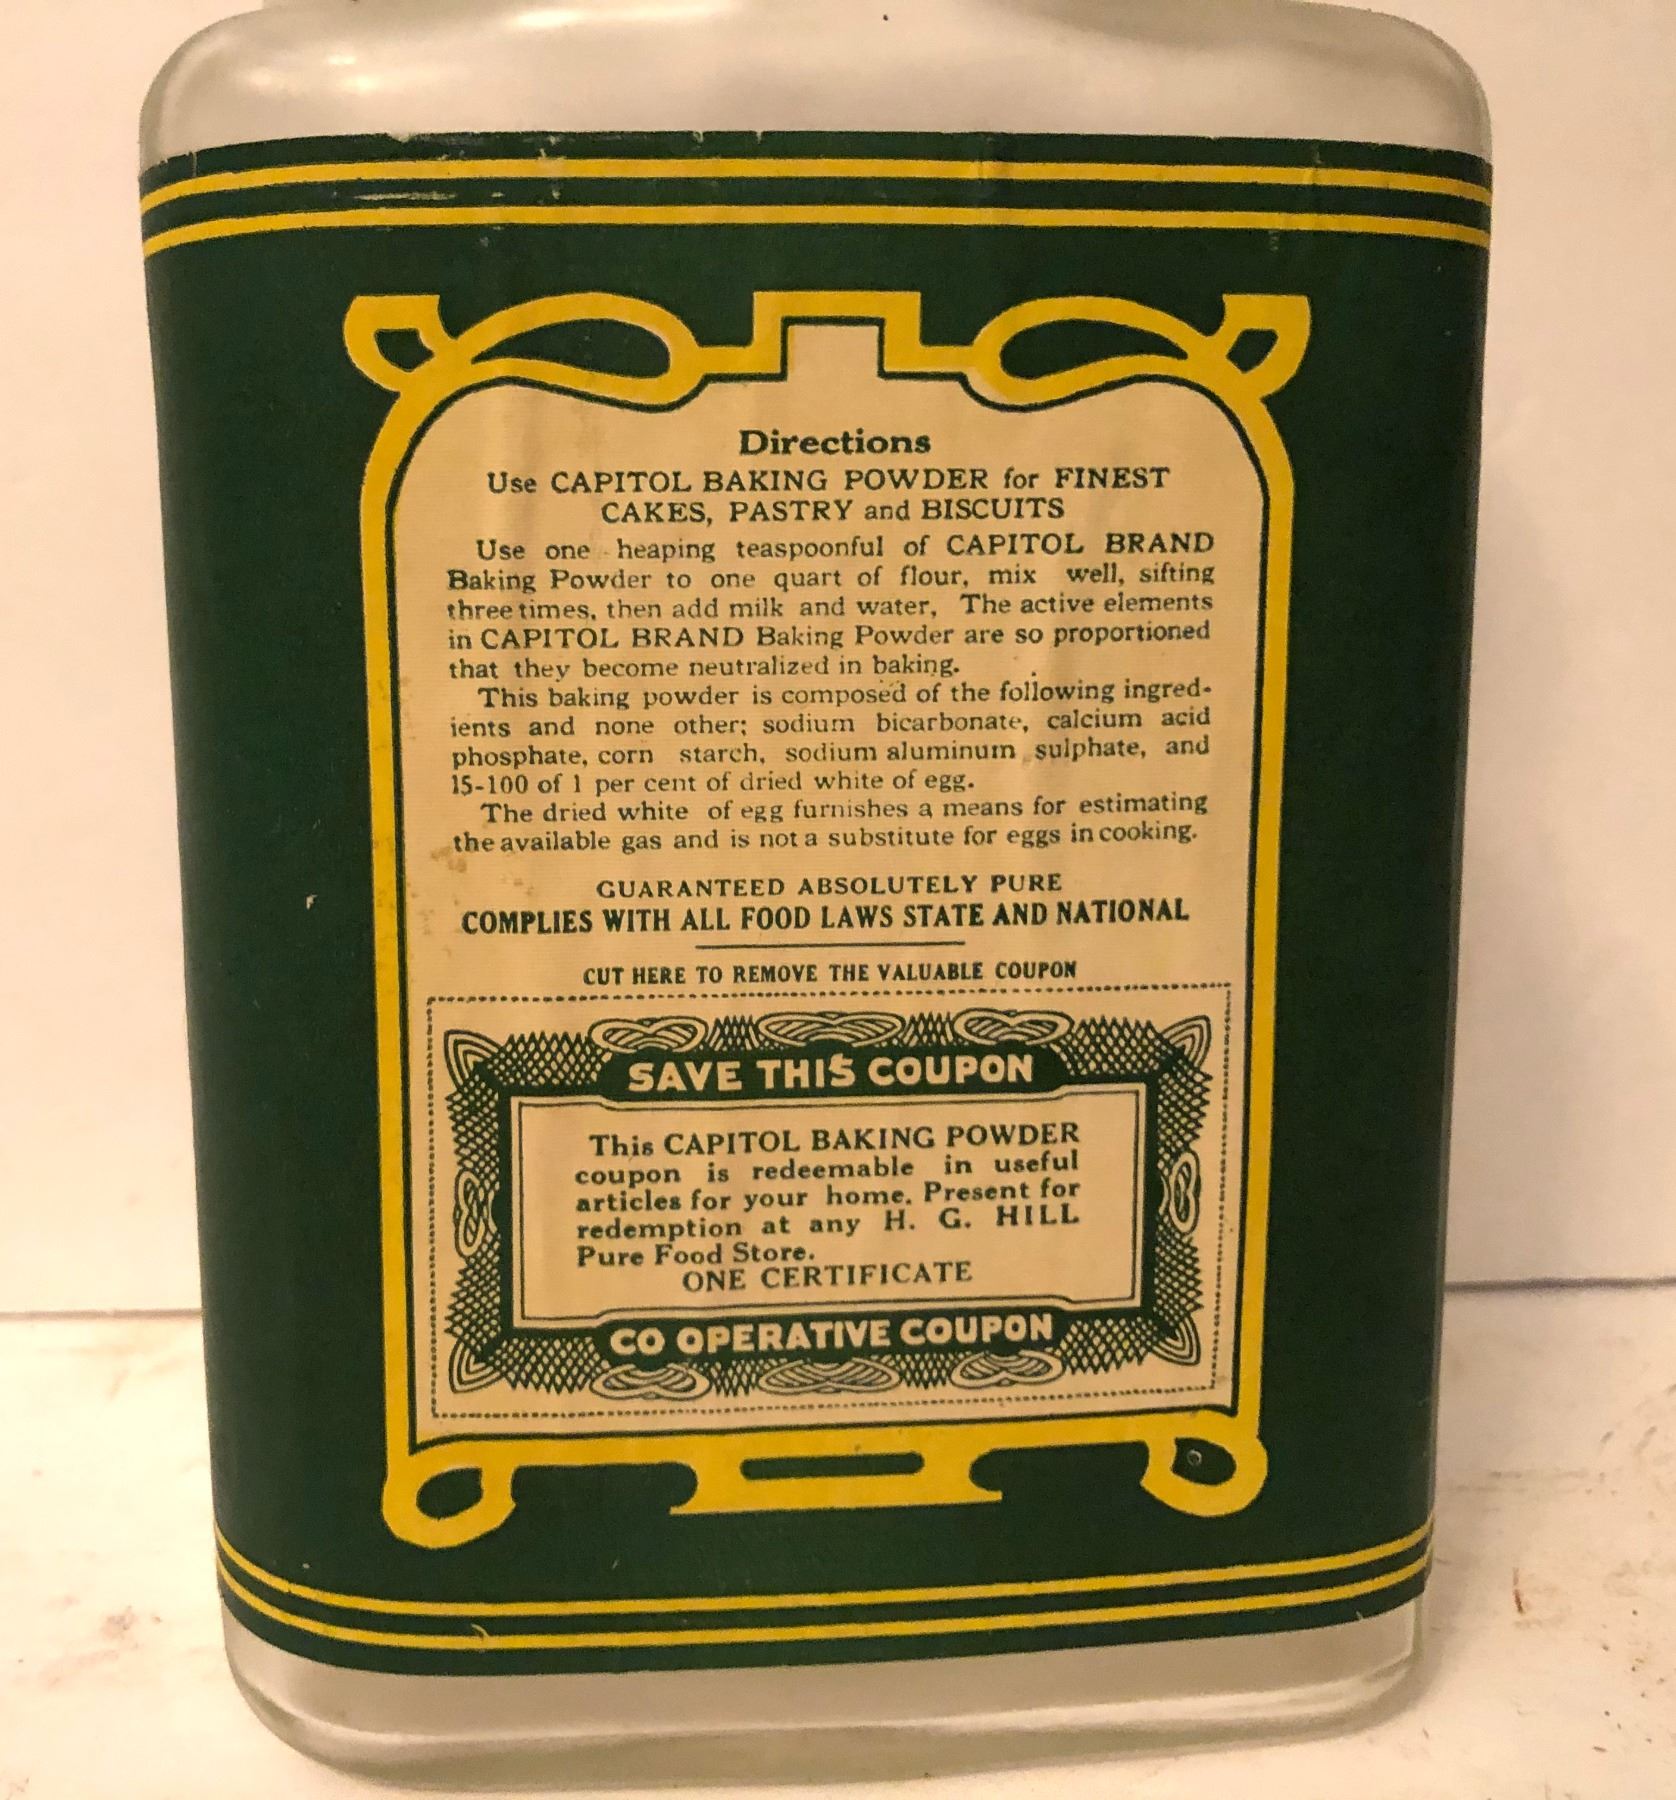 Directions
Use CAPITOL BAKING POWDER for FINEST
CAKES, PASTRY and BISCUITS
Use one heaping teaspoonful of CAPITOL BRAND
Baking Powder to one quart of flour, mix well, sifting
three times, then add milk and water, The active elements
in CAPITOL BRAND Baking Powder are so proportioned
that they become neutralized in baking.
This baking powder is composed of the following ingred-
ients and none other; sodium bicarbonate, calcium acid
phosphate, corn starch, sodium aluminum sulphate, and
15-100 of 1 per cent of dried white of egg.
The dried white of egg furnishes a means for estimating
the available gas and is not a substitute for eggs in cooking.
GUARANTEED ABSOLUTELY PURE
COMPLIES WITH ALL FOOD LAWS STATE AND NATIONAL
CUT HERE TO REMOVE THE VALUABLE COUPON
SAVE THIS COUPON
This CAPITOL BAKING POWDER
coupon is redeemable in useful
articles for your home. Present for
redemption at any H. G. HILL
Pure Food Store.
ONE CERTIFICATE
CO OPERATIVE COUPON